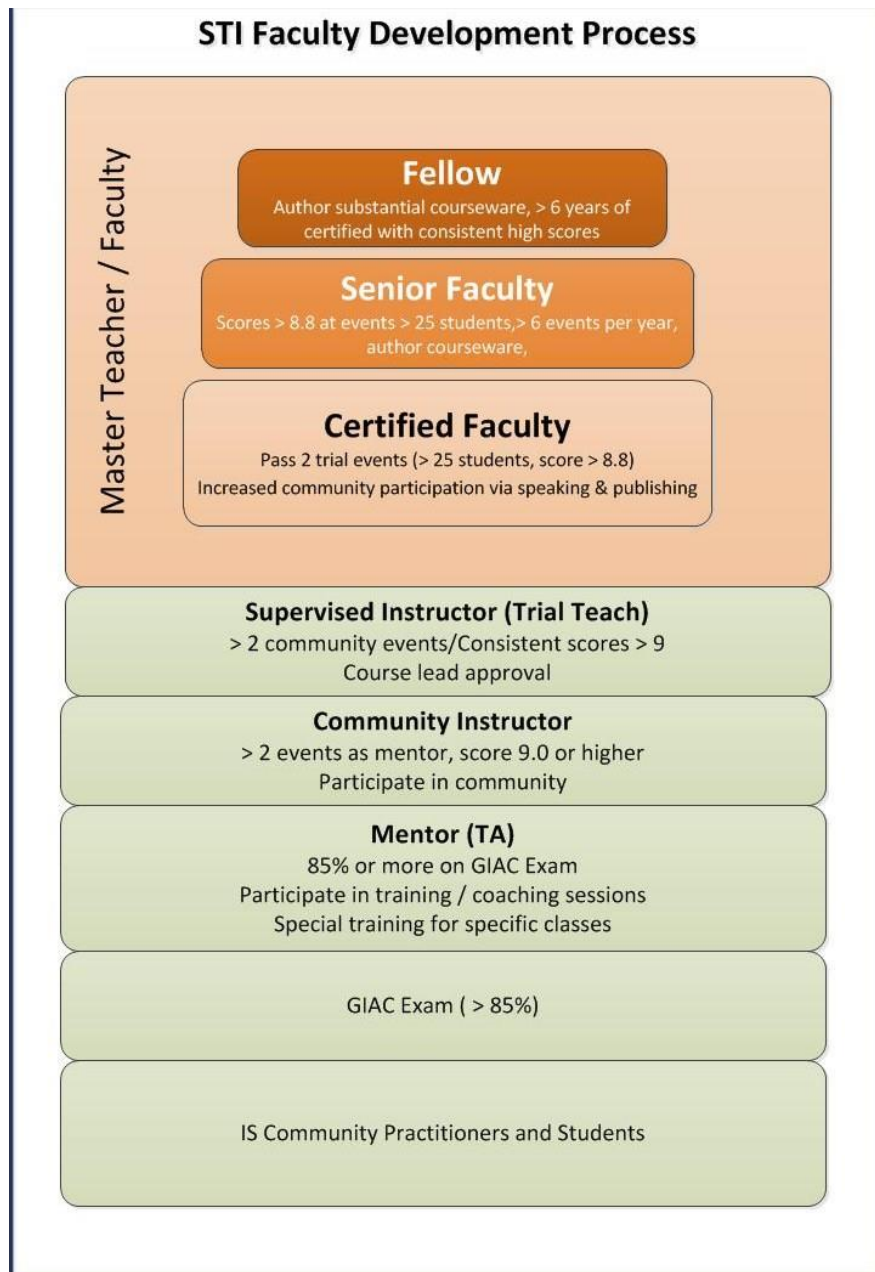 STI Faculty Development Process
Master Teacher / Faculty
Fellow
Author substantial courseware, > 6 years of
certified with consistent high scores
Senior Faculty
Scores > 8.8 at events > 25 students,> 6 events per year,
author courseware,
Certified Faculty
Pass 2 trial events (> 25 students, score > 8.8)
Increased community participation via speaking & publishing
Supervised Instructor (Trial Teach)
> 2 community events/Consistent scores > 9
Course lead approval
Community Instructor
> 2 events as mentor, score 9.0 or higher
Participate in community
Mentor (TA)
85% or more on GIAC Exam
Participate in training / coaching sessions
Special training for specific classes
GIAC Exam ( > 85%)
IS Community Practitioners and Students